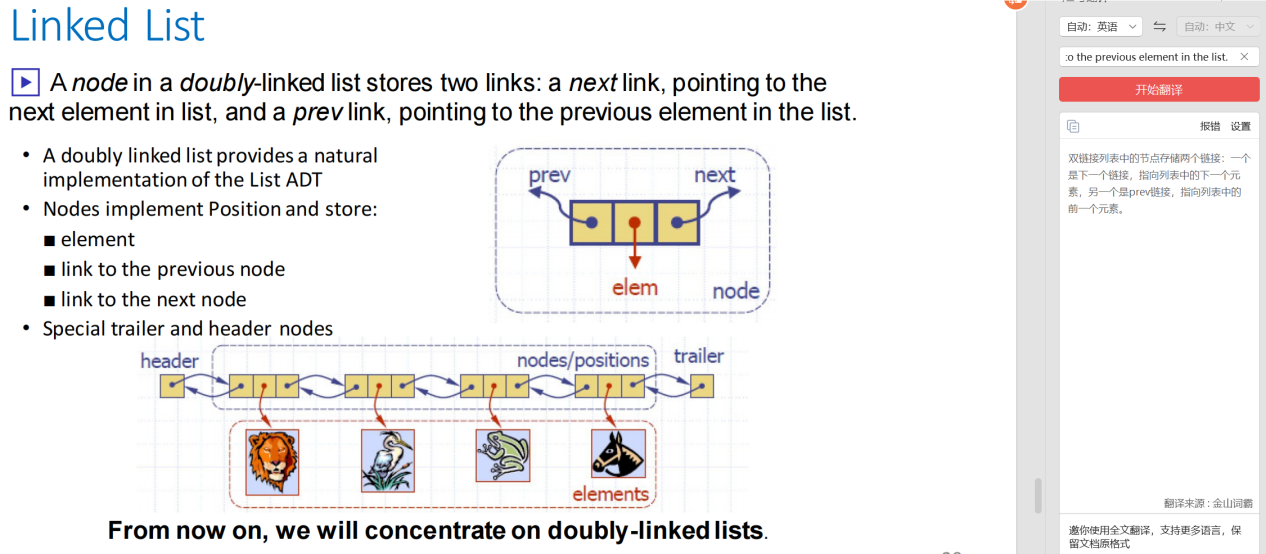 Linked List
A node in a doubly-linked list stores two links: a next link, pointing to the
next element in list, and a prev link, pointing to the previous element in the list.
• A doubly linked list provides a natural
implementation of the List ADT
• Nodes implement Position and store:
■ element
■ link to the previous node
■ link to the next node
• Special trailer and header nodes
prev
next
elem
node
header
nodes/positions
trailer
elements
From now on, we will concentrate on doubly-linked lists.
自动：英语
自动：中文
to the previous element in the list.
开始翻译
报错 设置
双链接列表中的节点存储两个链接：一个
是下一个链接，指向列表中的下一个元
素，另一个是prev链接，指向列表中的
前一个元素。
翻译来源：金山词霸
邀你使用全文翻译，支持更多语言，保
留文档原格式